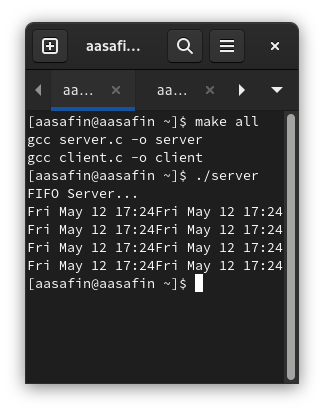 aasafi...
aa...
aa...
[aasafin@aasafin ~]$ make all
gcc server.c -o server
gcc client.c -o client
[aasafin@aasafin ~]$ ./server
FIFO Server...
Fri May 12 17:24Fri May 12 17:24
Fri May 12 17:24Fri May 12 17:24
Fri May 12 17:24Fri May 12 17:24
Fri May 12 17:24Fri May 12 17:24
[aasafin@aasafin ~]$